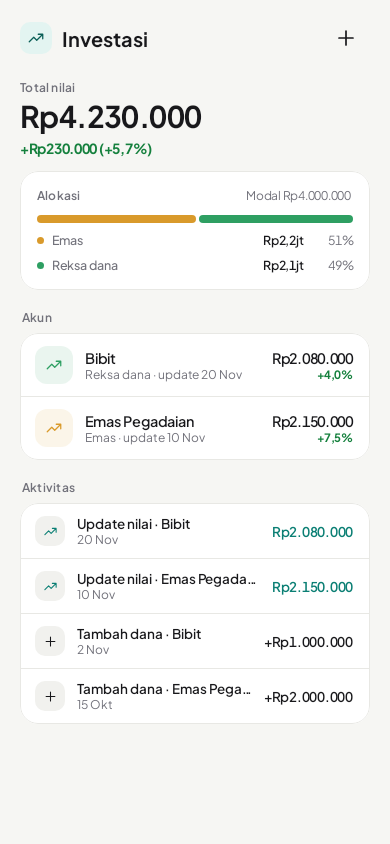 Investasi
Total nilai
Rp4.230.000
+Rp230.000 (+5,7%)
Alokasi Modal Rp4.000.000
Emas Rp2,2jt 51%
Reksa dana Rp2,1jt 49%
Akun
Bibit Rp2.080.000
Reksa dana · update 20 Nov +4,0%
Emas Pegadaian Rp2.150.000
Emas · update 10 Nov +7,5%
Aktivitas
Update nilai · Bibit Rp2.080.000
20 Nov
Update nilai · Emas Pegada... Rp2.150.000
10 Nov
Tambah dana · Bibit +Rp1.000.000
2 Nov
Tambah dana · Emas Pega... +Rp2.000.000
15 Okt